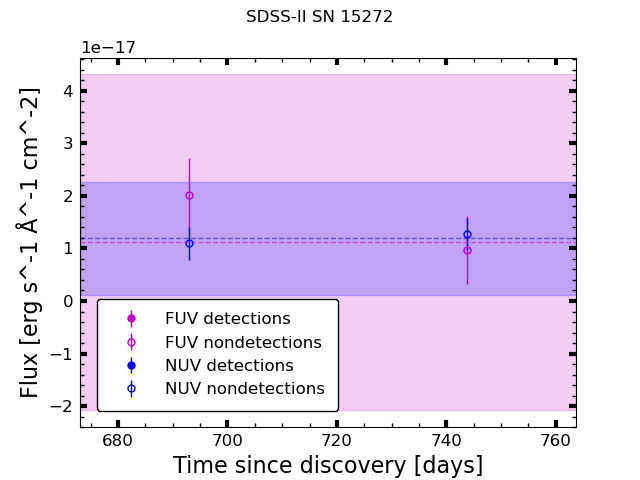 SDSS-II SN 15272
1e−17
Flux [erg s^-1 Å^-1 cm^-2]
4
3
2
1
0
−1
−2
FUV detections
FUV nondetections
NUV detections
NUV nondetections
680 700 720 740 760
Time since discovery [days]